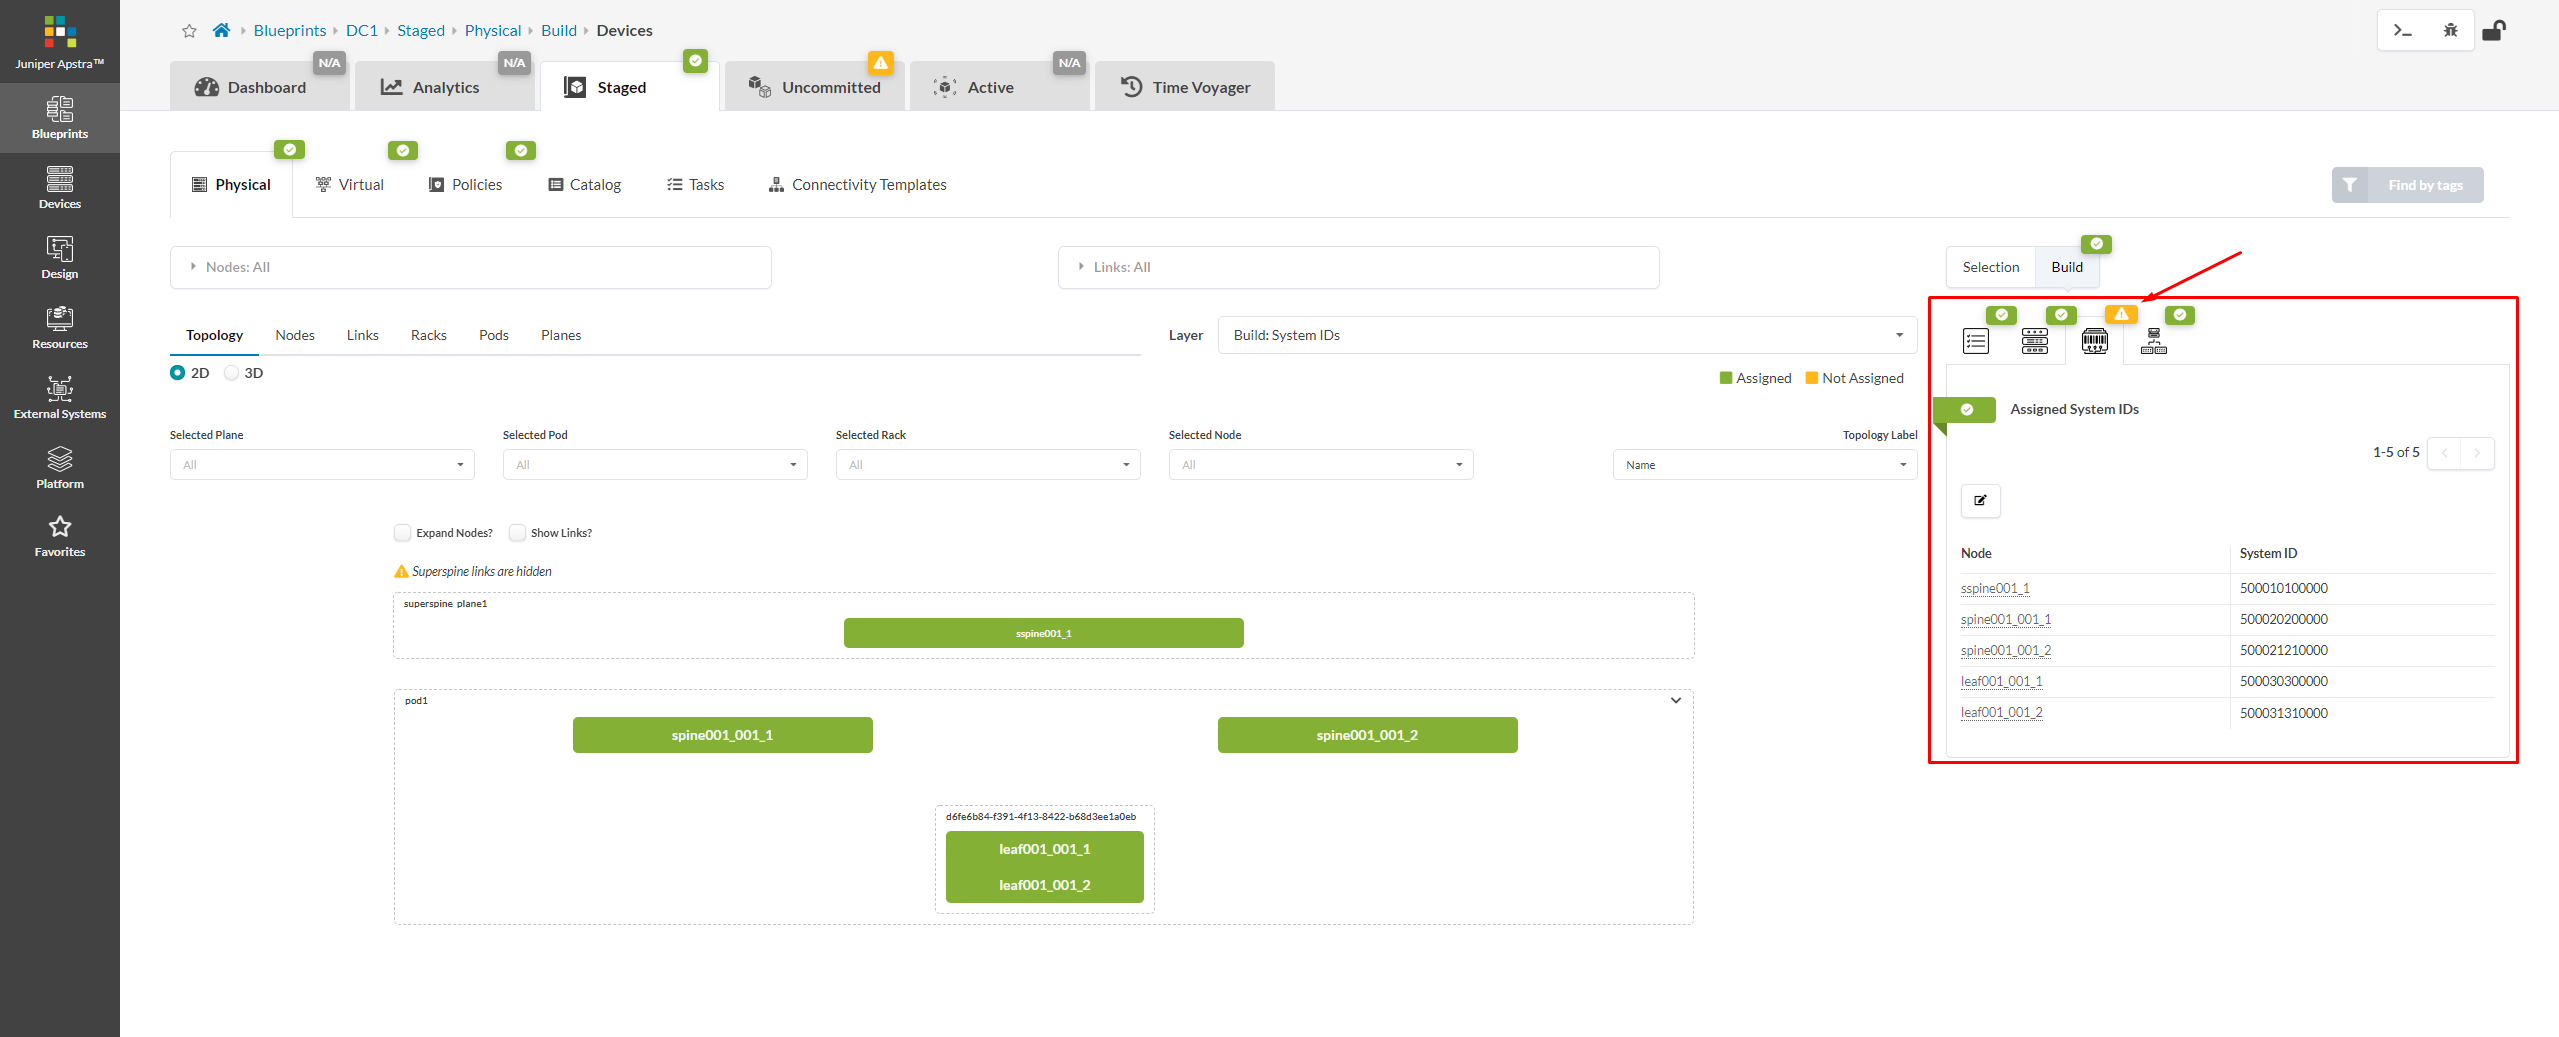 Juniper Apstra™
Blueprints
Devices
Design
Resources
External Systems
Platform
Favorites
Blueprints
DC1
Staged
Physical
Build
Devices
N/A
Dashboard
N/A
Analytics
Staged
Uncommitted
N/A
Active
Time Voyager
Physical
Virtual
Policies
Catalog
Tasks
Connectivity Templates
Find by tags
Nodes: All
Links: All
Selection
Build
Topology
Nodes
Links
Racks
Pods
Planes
Layer
Build: System IDs
2D
3D
Assigned
Not Assigned
Selected Plane
All
Selected Pod
All
Selected Rack
All
Selected Node
All
Topology Label
Name
Expand Nodes?
Show Links?
Superspine links are hidden
superspine plane1
sspine001_1
pod1
spine001_001_1
spine001_001_2
d6fe6b84-f391-4f13-8422-b68d3ee1a0eb
leaf001_001_1
leaf001_001_2
Assigned System IDs
1-5 of 5
Node System ID
sspine001_1 500010100000
spine001_001_1 500020200000
spine001_001_2 500021210000
leaf001_001_1 500030300000
leaf001_001_2 500031310000